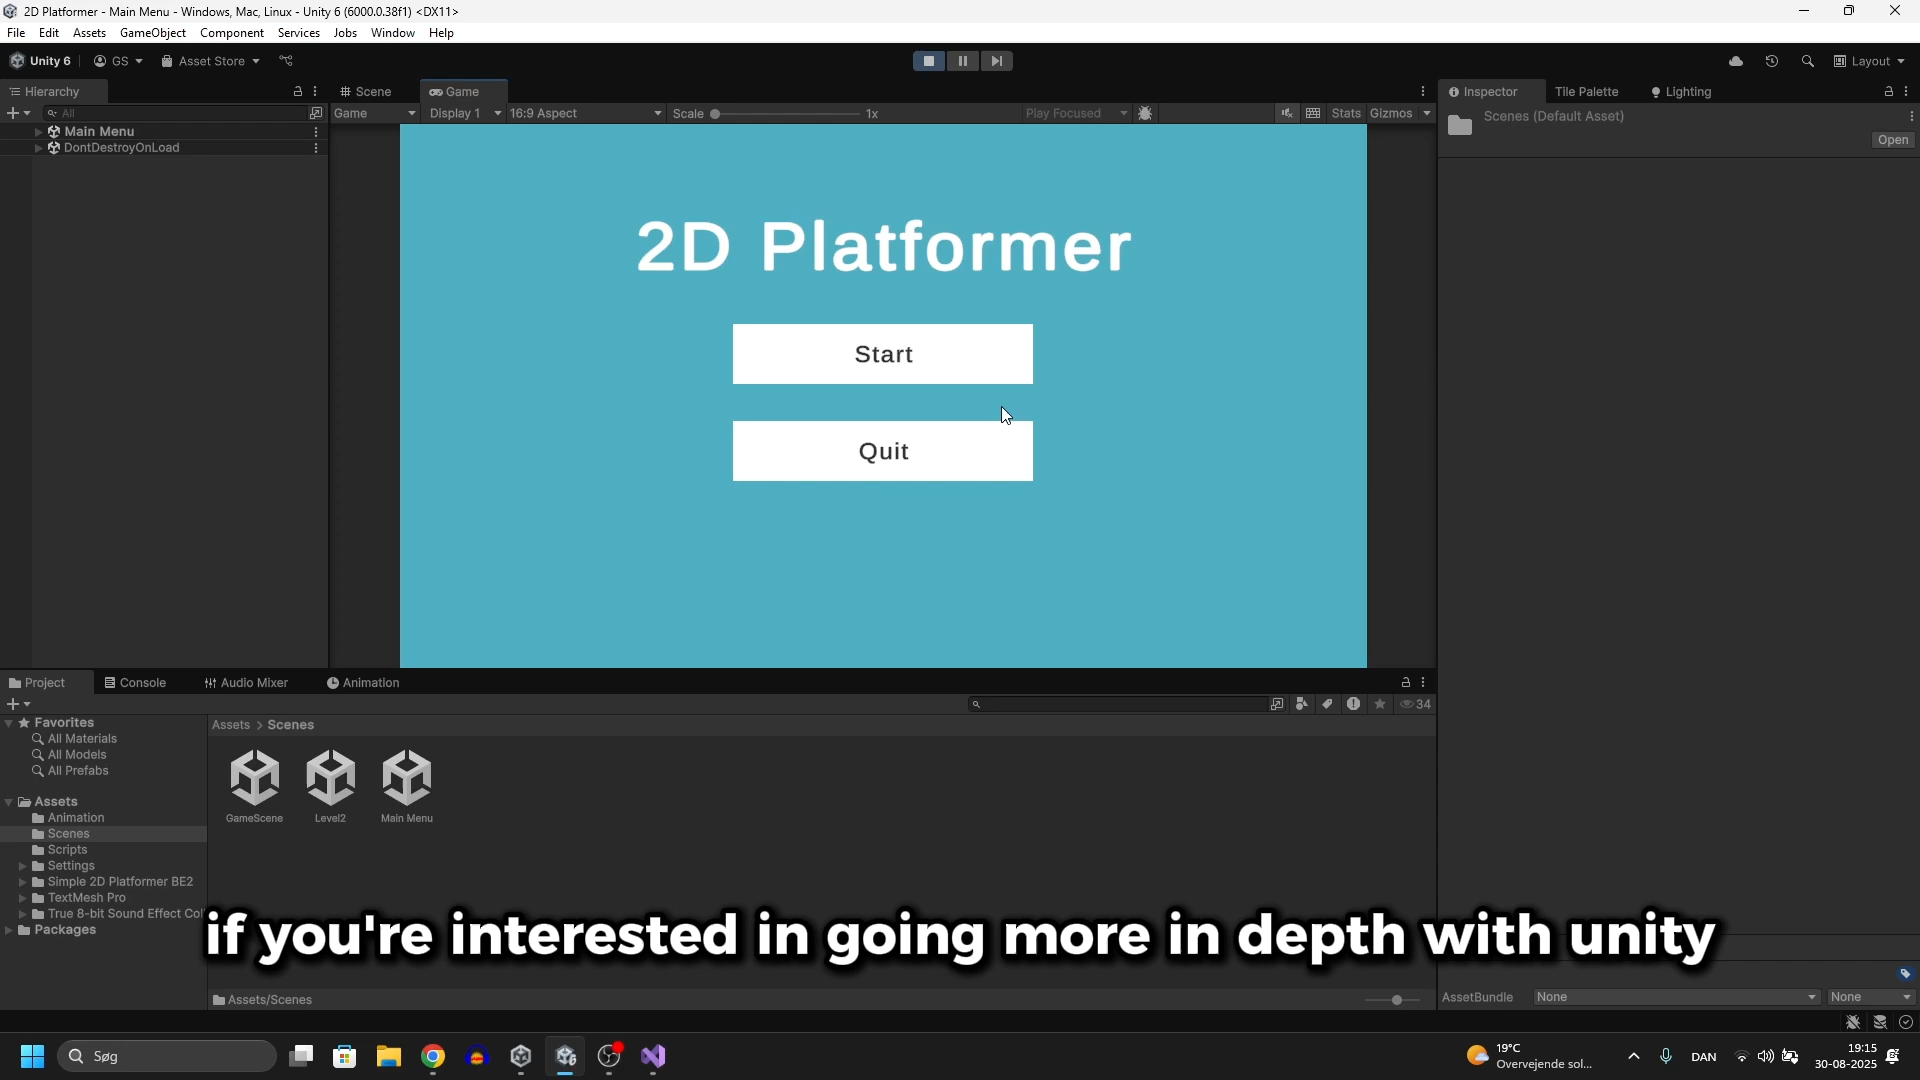 2D Platformer - Main Menu - Windows, Mac, Linux - Unity 6 (6000.0.38f1) <DX11>
File Edit Assets GameObject Component Services Jobs Window Help
Unity 6 GS Asset Store Layout
Hierarchy Scene Game Inspector Tile Palette Lighting
All Game Display 1 16:9 Aspect Scale 1x Play Focused Stats Gizmos
Scenes (Default Asset)
Open
Main Menu
DontDestroyOnLoad
2D Platformer
Start
Quit
Project Console Audio Mixer Animation
34
Favorites
All Materials
All Models
All Prefabs
Assets
Animation
Scenes
Scripts
Settings
Simple 2D Platformer BE2
TextMesh Pro
True 8-bit Sound Effect Col
Packages
Assets > Scenes
GameScene Level2 Main Menu
if you're interested in going more in depth with unity
Assets/Scenes
AssetBundle None None
Søg
19°C
Overvejende sol...
DAN
19:15
30-08-2025